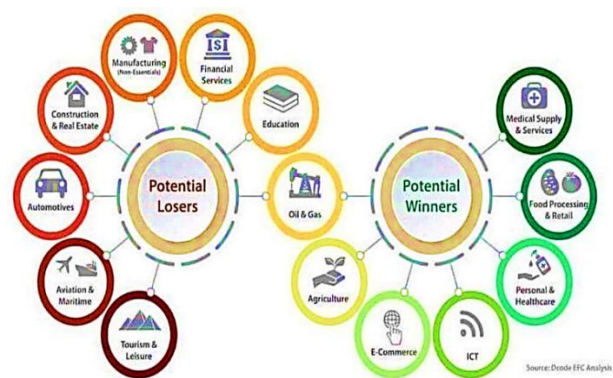 Manufacturing
(Non-Essentials)
Financial
Services
Construction
& Real Estate
Education
Automotives
Potential
Losers
Oil & Gas
Aviation &
Maritime
Tourism &
Leisure
Potential
Winners
Medical Supply
& Services
Food Processing
& Retail
Agriculture
Personal &
Healthcare
E-Commerce
ICT
Source: Dcode EFC Analysis